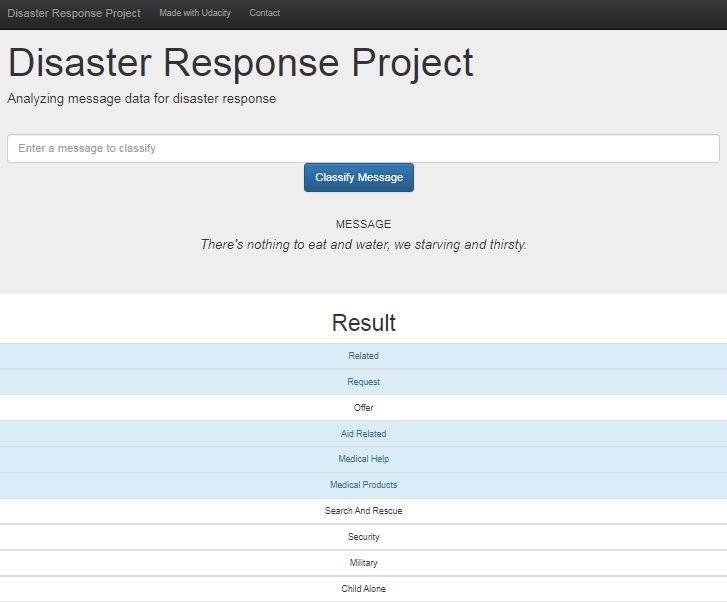 Disaster Response Project Made with Udacity Contact
Disaster Response Project
Analyzing message data for disaster response
Enter a message to classify
Classify Message
MESSAGE
There's nothing to eat and water, we starving and thirsty.
Result
Related
Request
Offer
Aid Related
Medical Help
Medical Products
Search And Rescue
Security
Military
Child Alone